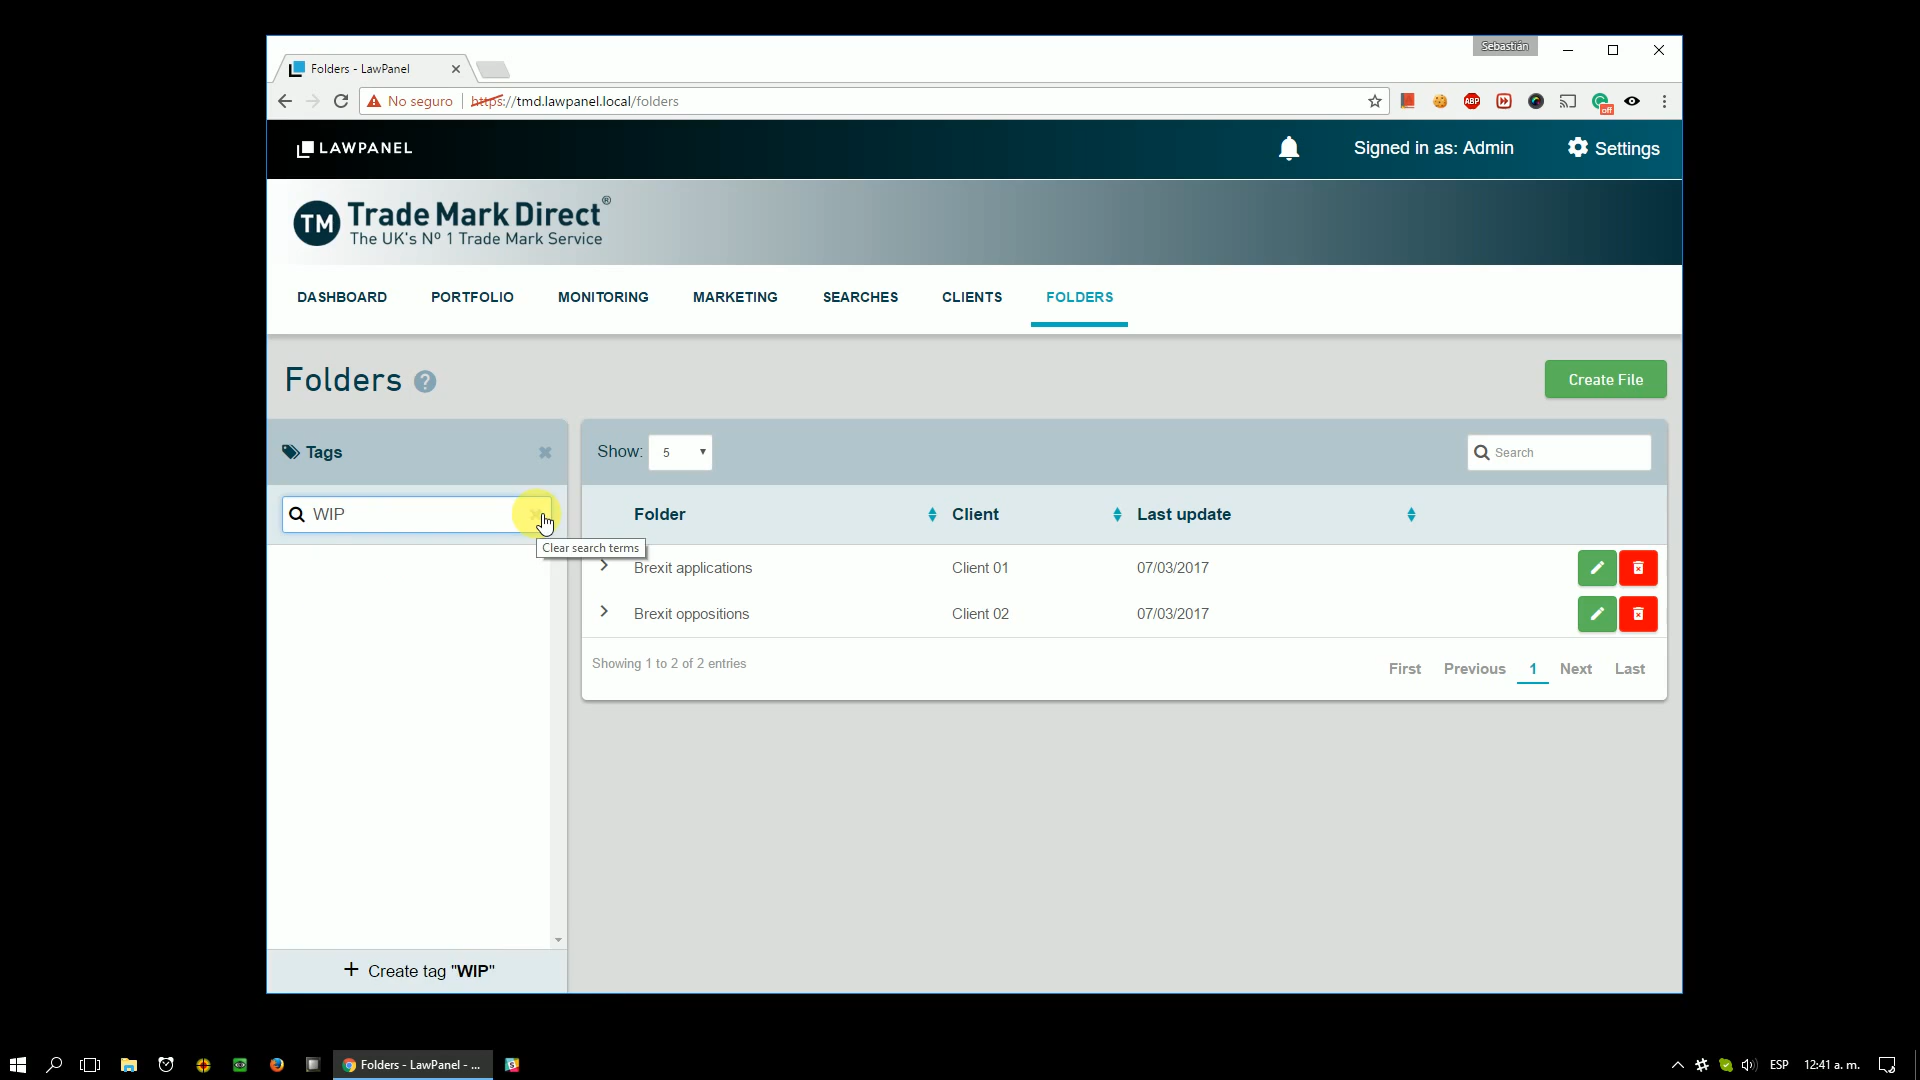 Sebastián
Folders - LawPanel
No seguro https://tmd.lawpanel.local/folders
ABP
off
LAWPANEL
Signed in as: Admin
Settings
TM Trade Mark Direct®
The UK's Nº 1 Trade Mark Service
DASHBOARD PORTFOLIO MONITORING MARKETING SEARCHES CLIENTS FOLDERS
Folders ?
Create File
Tags
Show: 5
Search
WIP
Clear search terms
Folder Client Last update
Brexit applications Client 01 07/03/2017
Brexit oppositions Client 02 07/03/2017
Showing 1 to 2 of 2 entries
First Previous 1 Next Last
+ Create tag "WIP"
Folders - LawPanel - ...
ESP
12:41 a. m.